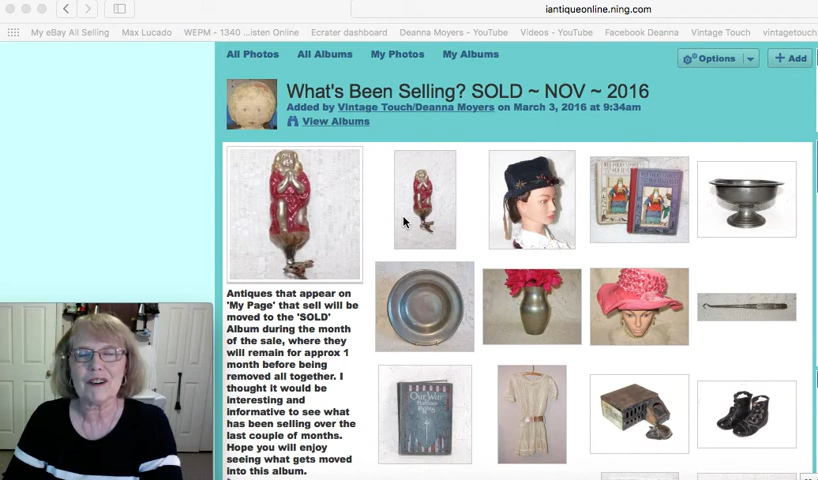 iantiqueonline.ning.com
My eBay All Selling
Max Lucado
WEPM - 1340 ...isten Online
Ecrater dashboard
Deanna Moyers - YouTube
Videos - YouTube
Facebook Deanna
Vintage Touch
vintagetouch
All Photos
All Albums
My Photos
My Albums
Options
+ Add
What's Been Selling? SOLD ~ NOV ~ 2016
Added by Vintage Touch/Deanna Moyers on March 3, 2016 at 9:34am
View Albums
Antiques that appear on
'My Page' that sell will be
moved to the 'SOLD'
Album during the month
of the sale, where they
will remain for approx 1
month before being
removed all together. I
thought it would be
interesting and
informative to see what
has been selling over the
last couple of months.
Hope you will enjoy
seeing what gets moved
into this album.